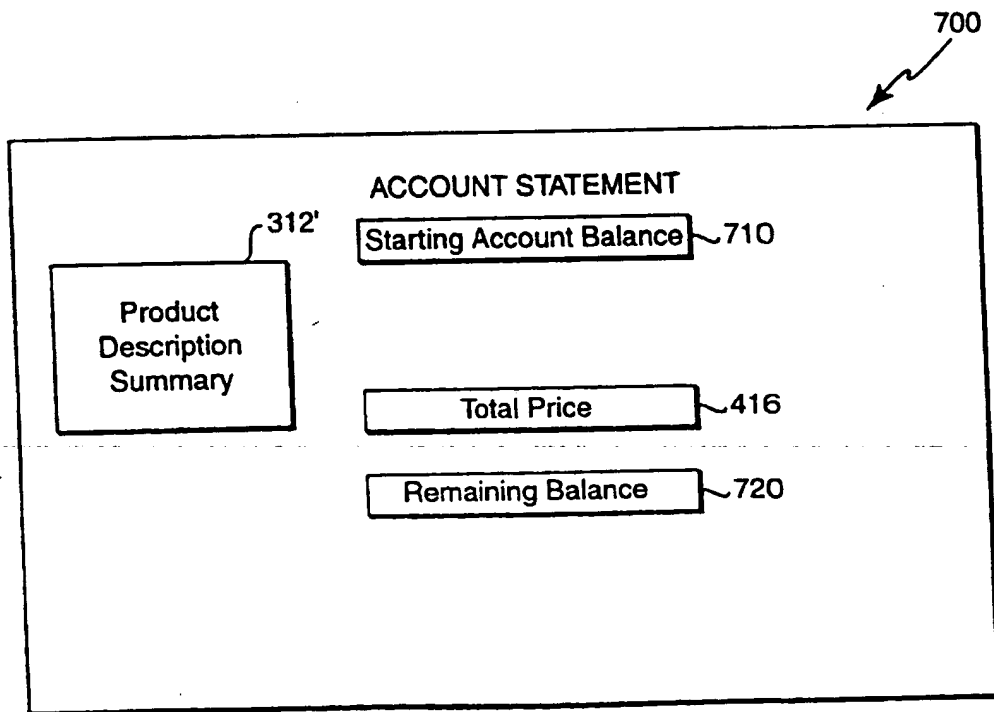 700
ACCOUNT STATEMENT
312'
Starting Account Balance
710
Product
Description
Summary
Total Price
416
Remaining Balance
720